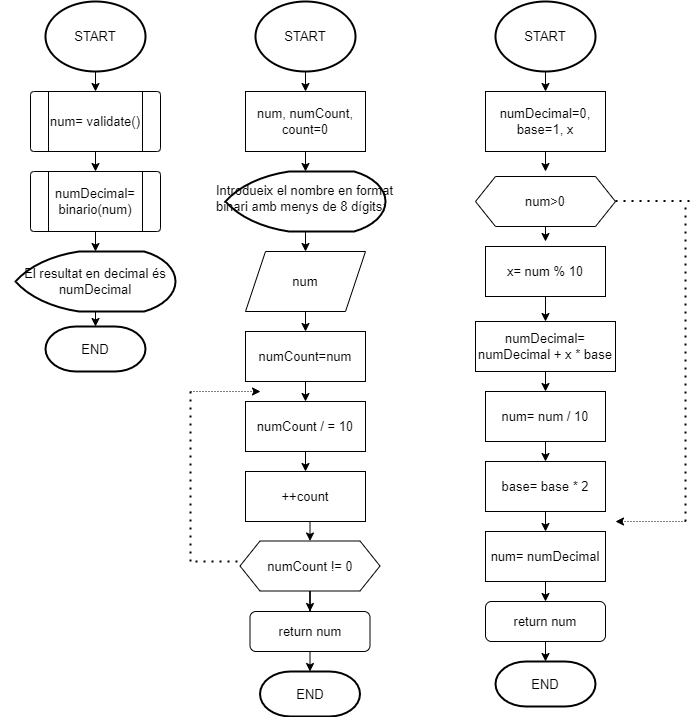 START
num= validate()
numDecimal=
binario(num)
El resultat en decimal és
numDecimal
END
START
num, numCount,
count=0
Introdueix el nombre en format
binari amb menys de 8 dígits
num
numCount=num
numCount / = 10
++count
numCount != 0
return num
END
START
numDecimal=0,
base=1, x
num>0
x= num % 10
numDecimal=
numDecimal + x * base
num= num / 10
base= base * 2
num= numDecimal
return num
END